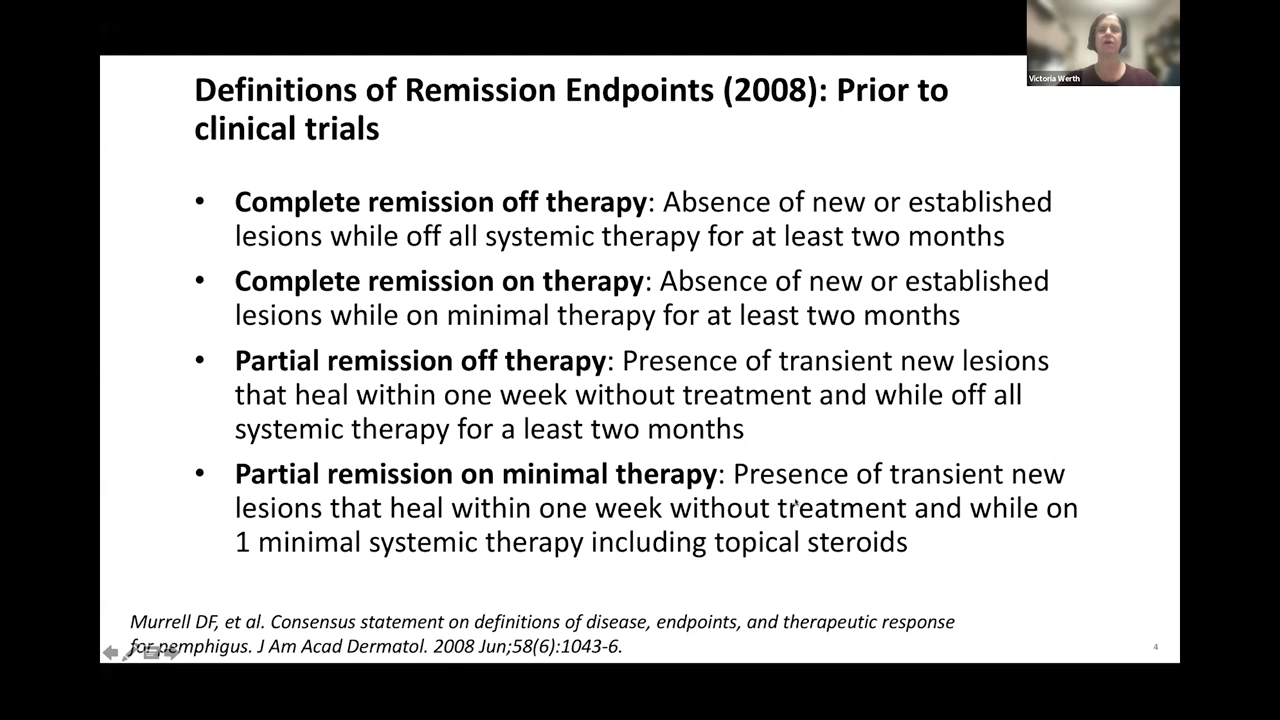 Victoria Werth
Definitions of Remission Endpoints (2008): Prior to
clinical trials
• Complete remission off therapy: Absence of new or established
lesions while off all systemic therapy for at least two months
• Complete remission on therapy: Absence of new or established
lesions while on minimal therapy for at least two months
• Partial remission off therapy: Presence of transient new lesions
that heal within one week without treatment and while off all
systemic therapy for a least two months
• Partial remission on minimal therapy: Presence of transient new
lesions that heal within one week without treatment and while on
1 minimal systemic therapy including topical steroids
Murrell DF, et al. Consensus statement on definitions of disease, endpoints, and therapeutic response
for pemphigus. J Am Acad Dermatol. 2008 Jun;58(6):1043-6.
4